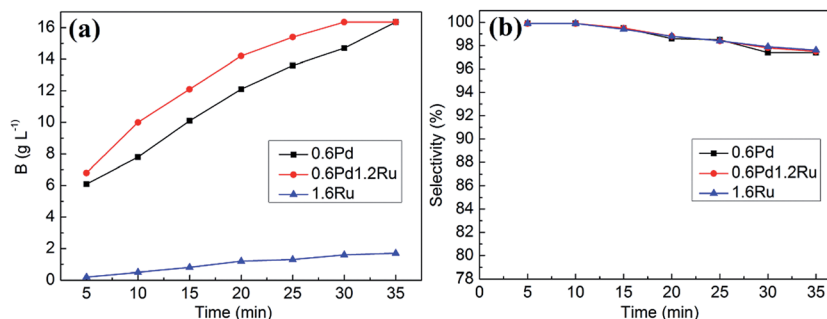 (a)
B (g L⁻¹)
16
14
12
10
8
6
4
2
0
0.6Pd
0.6Pd1.2Ru
1.6Ru
5 10 15 20 25 30 35
Time (min)
(b)
Selectivity (%)
100
98
96
94
92
90
88
86
84
82
80
78
0.6Pd
0.6Pd1.2Ru
1.6Ru
0 5 10 15 20 25 30 35
Time (min)